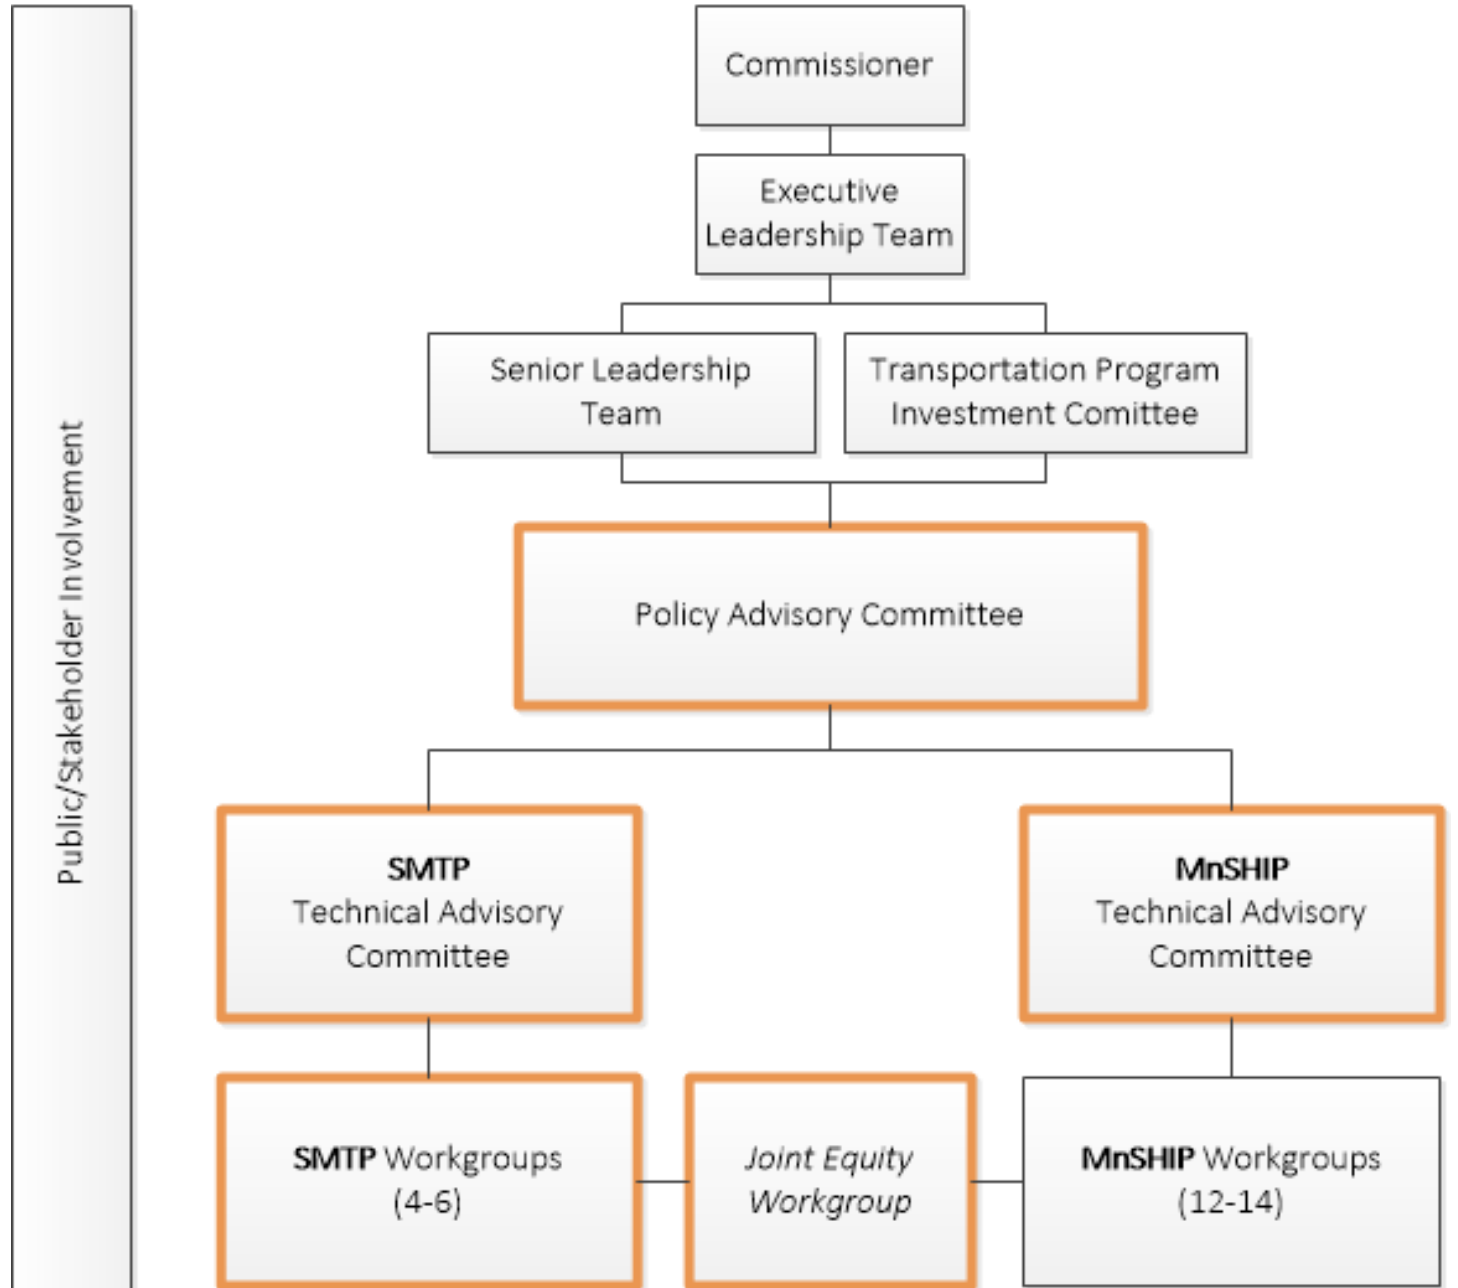 Public/Stakeholder Involvement
Commissioner
Executive
Leadership Team
Senior Leadership
Team
Transportation Program
Investment Comittee
Policy Advisory Committee
SMTP
Technical Advisory
Committee
MnSHIP
Technical Advisory
Committee
SMTP Workgroups
(4-6)
Joint Equity
Workgroup
MnSHIP Workgroups
(12-14)